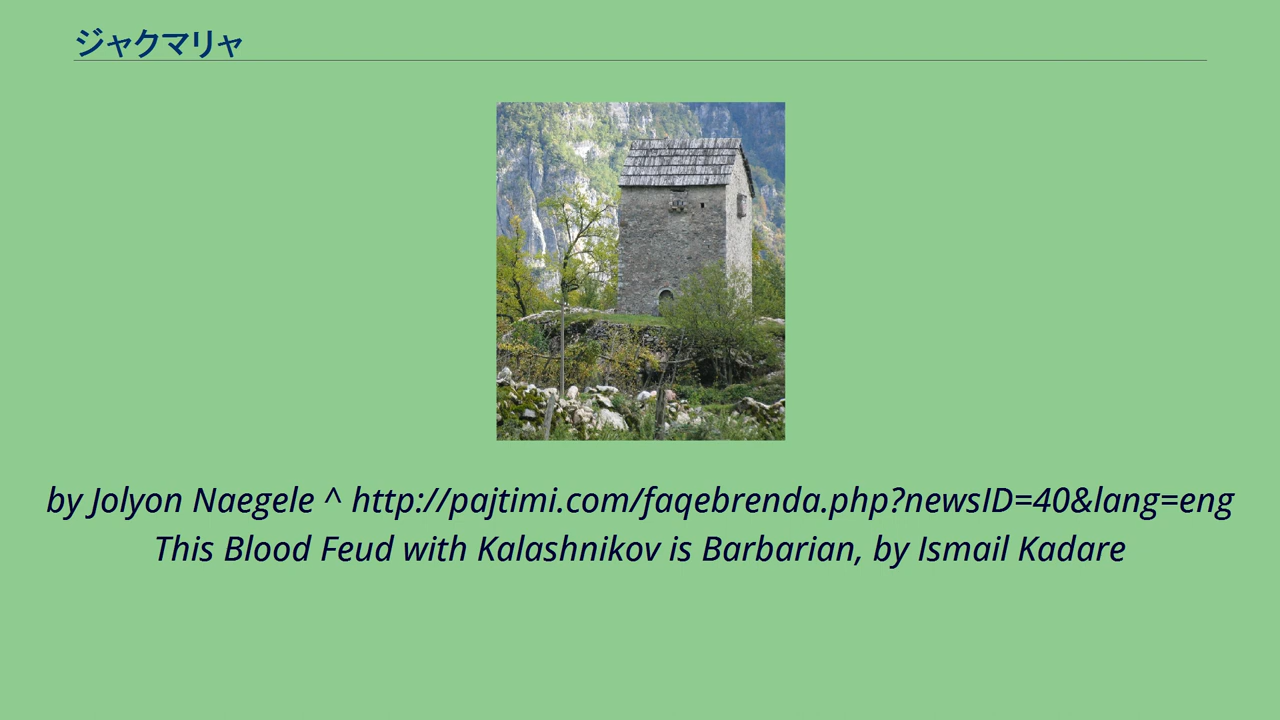 ジャクマリャ
by Jolyon Naegele ^ http://pajtimi.com/faqebrenda.php?newsID=40&lang=eng
This Blood Feud with Kalashnikov is Barbarian, by Ismail Kadare